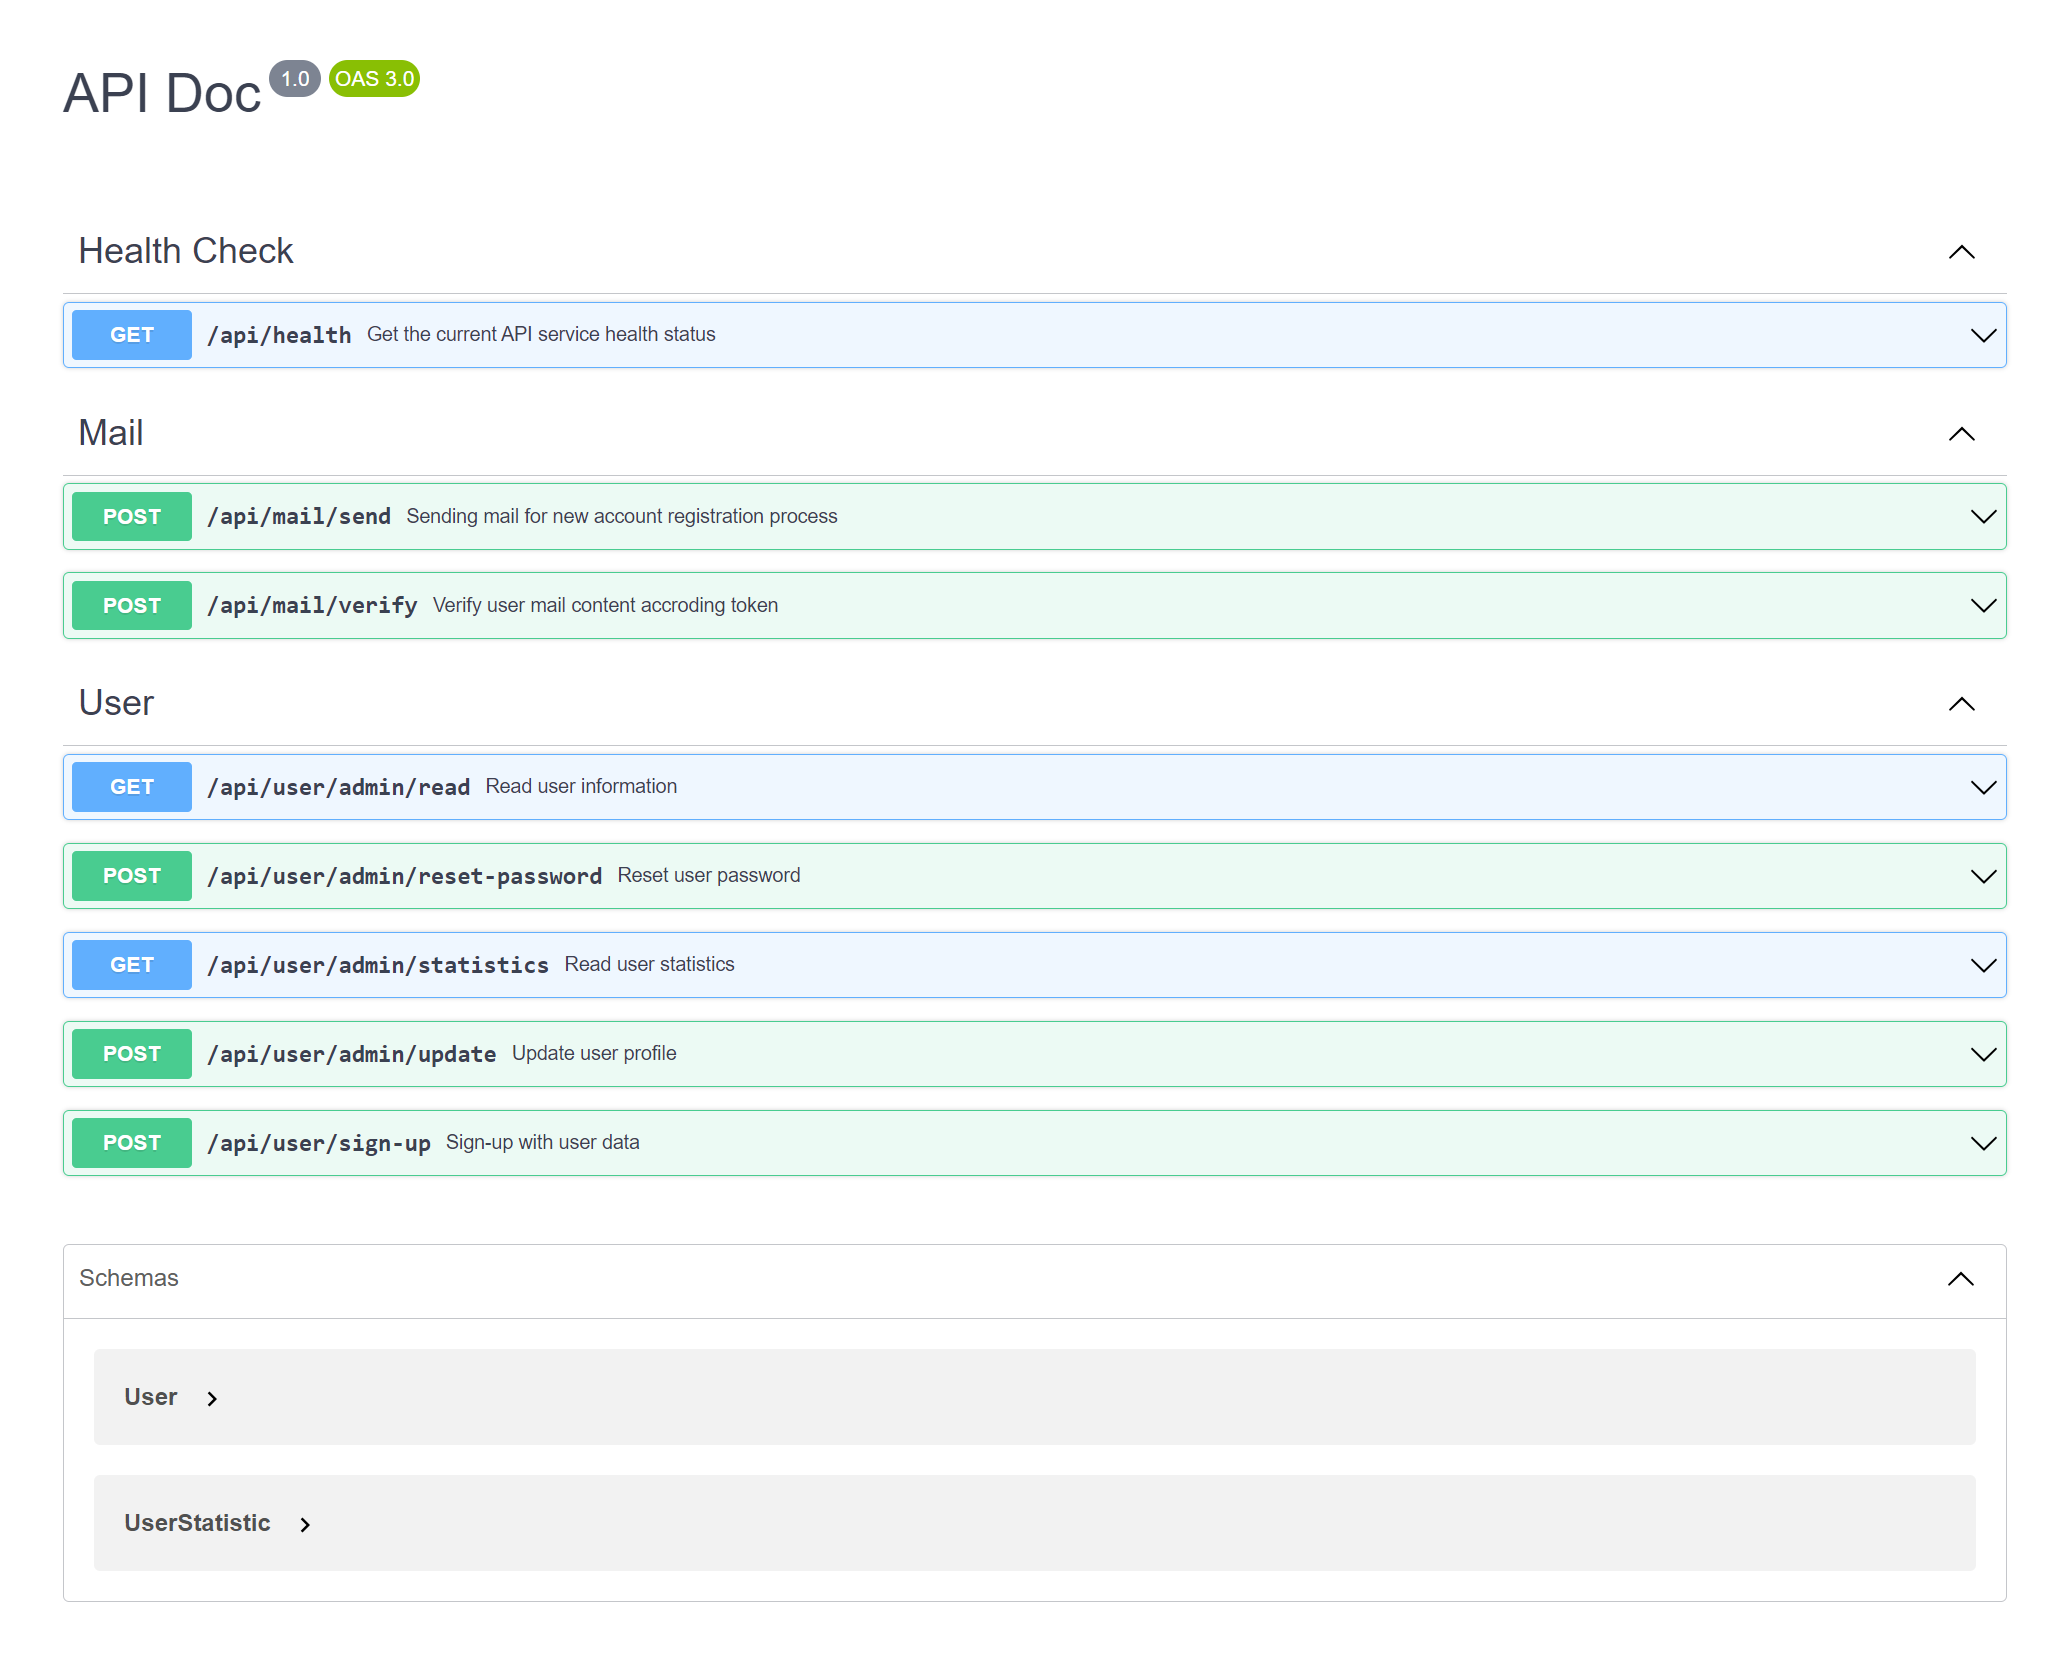 API Doc 1.0 OAS 3.0
Health Check
GET /api/health Get the current API service health status
Mail
POST /api/mail/send Sending mail for new account registration process
POST /api/mail/verify Verify user mail content accroding token
User
GET /api/user/admin/read Read user information
POST /api/user/admin/reset-password Reset user password
GET /api/user/admin/statistics Read user statistics
POST /api/user/admin/update Update user profile
POST /api/user/sign-up Sign-up with user data
Schemas
User
UserStatistic